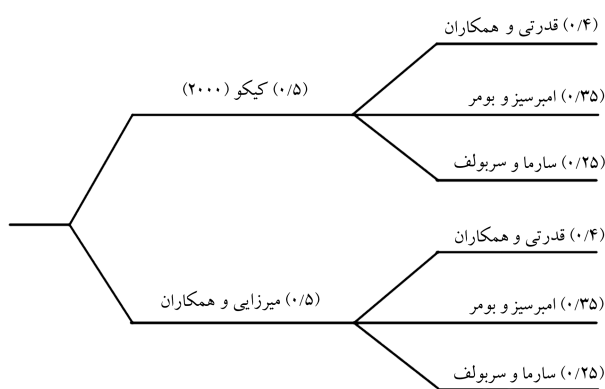 (۰/۴) قدرتی و همکاران
(۰/۵) کیکو (۲۰۰۰)
(۰/۳۵) امبرسیز و بومر
(۰/۲۵) سارما و سربولف
(۰/۴) قدرتی و همکاران
(۰/۵) میرزایی و همکاران
(۰/۳۵) امبرسیز و بومر
(۰/۲۵) سارما و سربولف